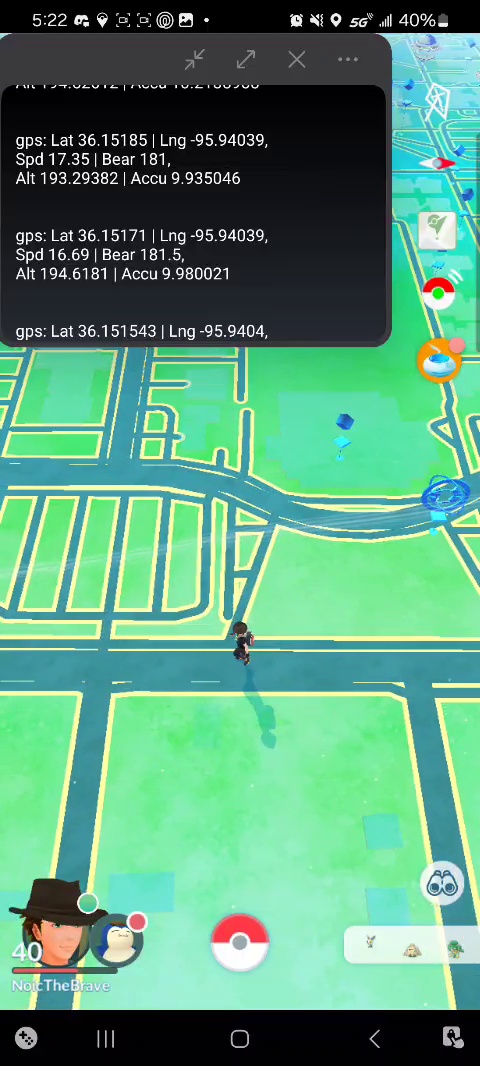 5:22
5G
40%
gps: Lat 36.15185 | Lng -95.94039,
Spd 17.35 | Bear 181,
Alt 193.29382 | Accu 9.935046
gps: Lat 36.15171 | Lng -95.94039,
Spd 16.69 | Bear 181.5,
Alt 194.6181 | Accu 9.980021
gps: Lat 36.151543 | Lng -95.9404,
40
NoicTheBrave